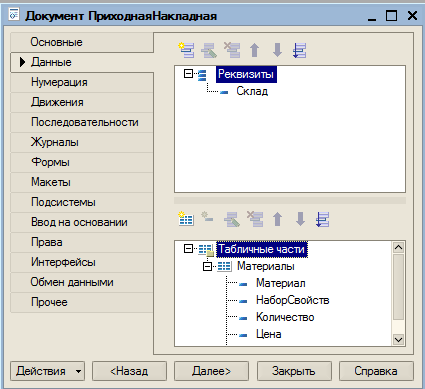 Документ ПриходнаяНакладная
Основные
Данные
Нумерация
Движения
Последовательности
Журналы
Формы
Макеты
Подсистемы
Ввод на основании
Права
Интерфейсы
Обмен данными
Прочее
Реквизиты
Склад
Табличные части
Материалы
Материал
НаборСвойств
Количество
Цена
Действия
<Назад
Далее>
Закрыть
Справка